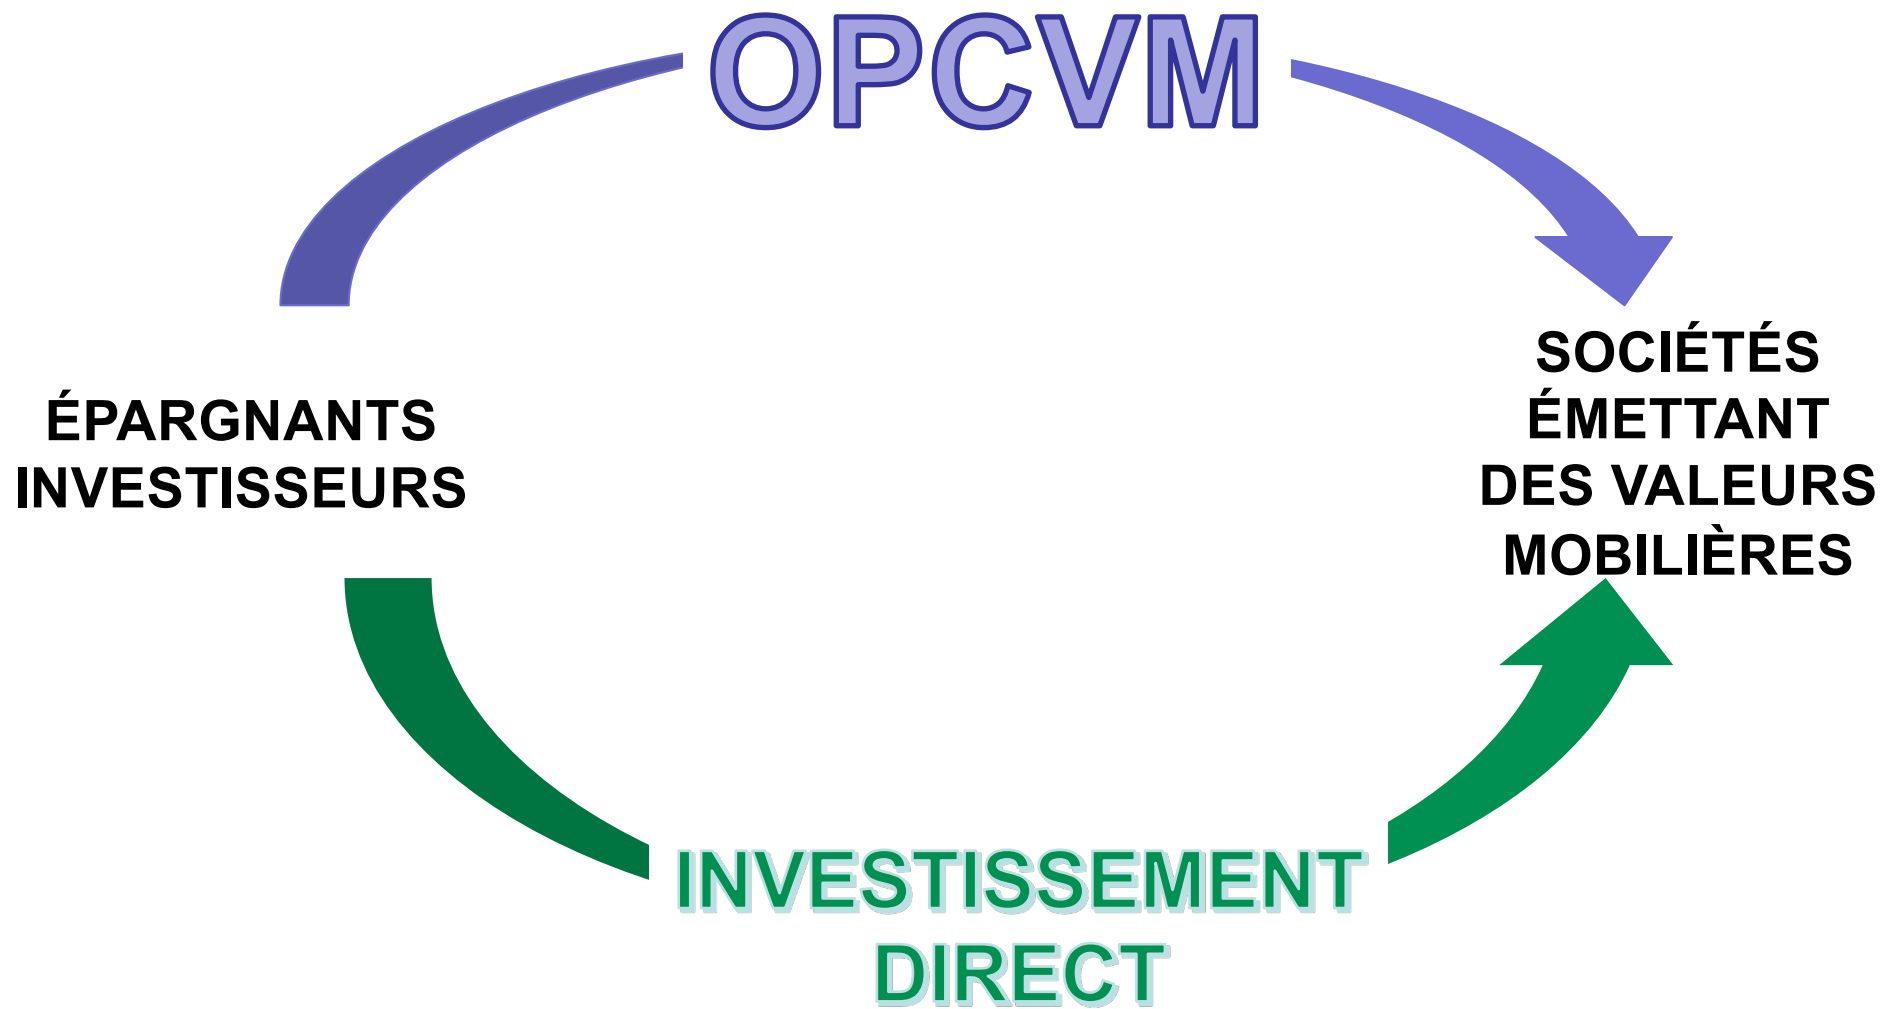 OPCVM
ÉPARGNANTS
INVESTISSEURS
SOCIÉTÉS
ÉMETTANT
DES VALEURS
MOBILIÈRES
INVESTISSEMENT
DIRECT